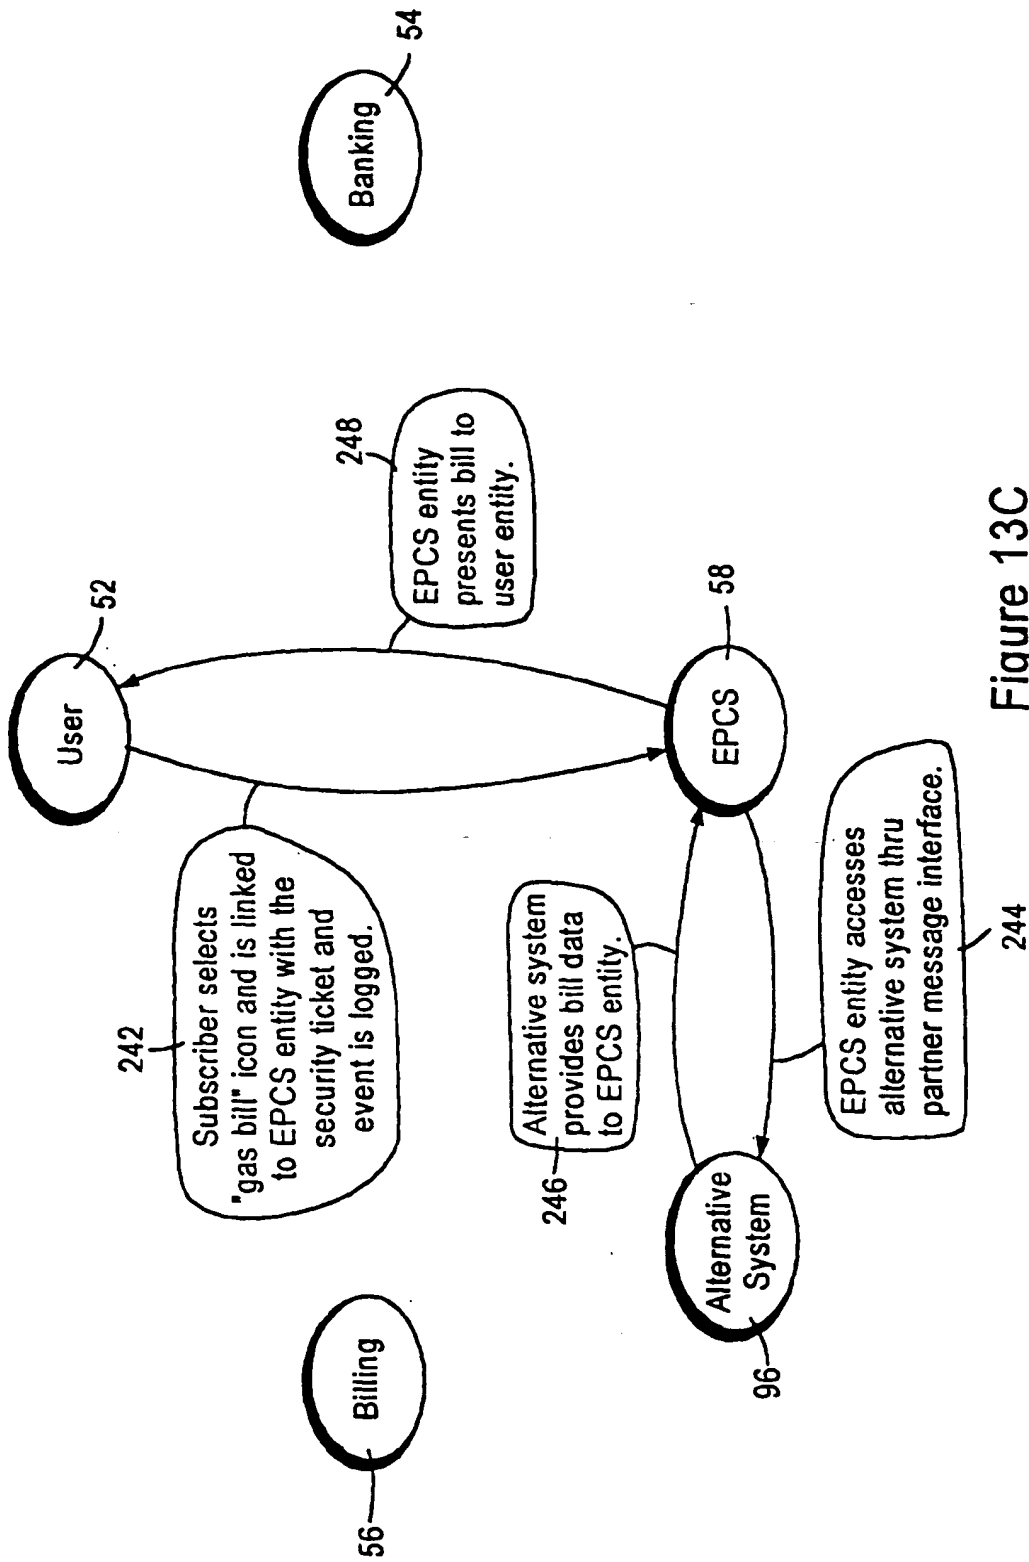 52
User
54
Banking
56
Billing
242
Subscriber selects
"gas bill" icon and is linked
to EPCS entity with the
security ticket and
event is logged.
248
EPCS entity
presents bill to
user entity.
246
Alternative system
provides bill data
to EPCS entity.
58
EPCS
96
Alternative
System
EPCS entity accesses
alternative system thru
partner message interface.
244
Figure 13C